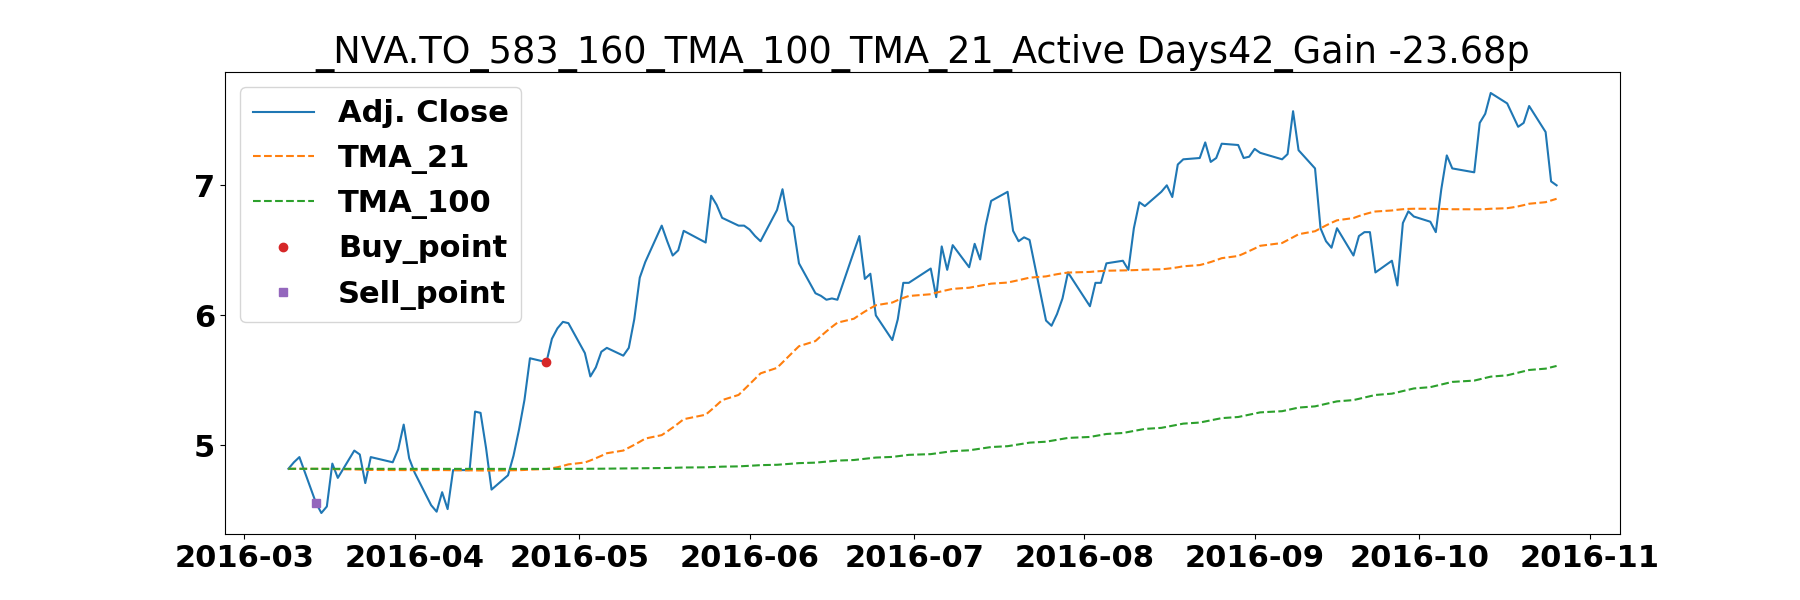 _NVA.TO_583_160_TMA_100_TMA_21_Active Days42_Gain -23.68p
Adj. Close
TMA_21
TMA_100
Buy_point
Sell_point
7
6
5
2016-03 2016-04 2016-05 2016-06 2016-07 2016-08 2016-09 2016-10 2016-11